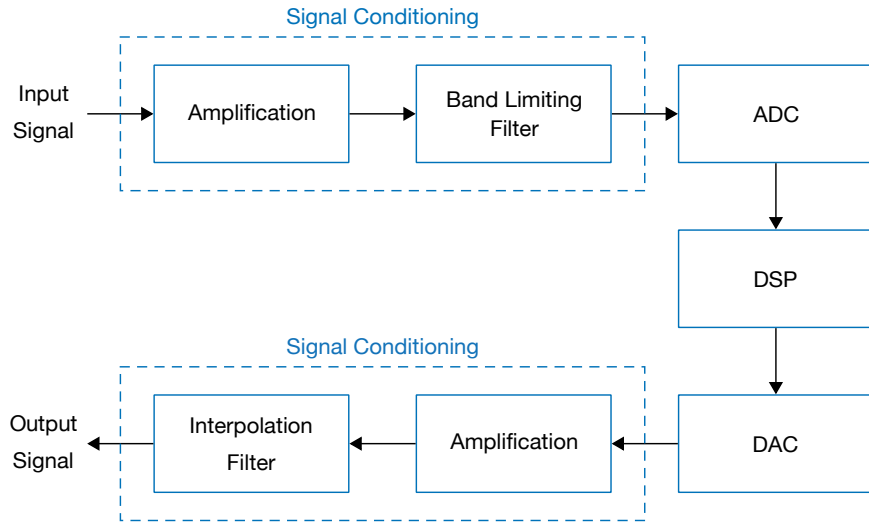 Signal Conditioning
Input
Signal
Amplification
Band Limiting
Filter
ADC
DSP
Signal Conditioning
Output
Signal
Interpolation
Filter
Amplification
DAC